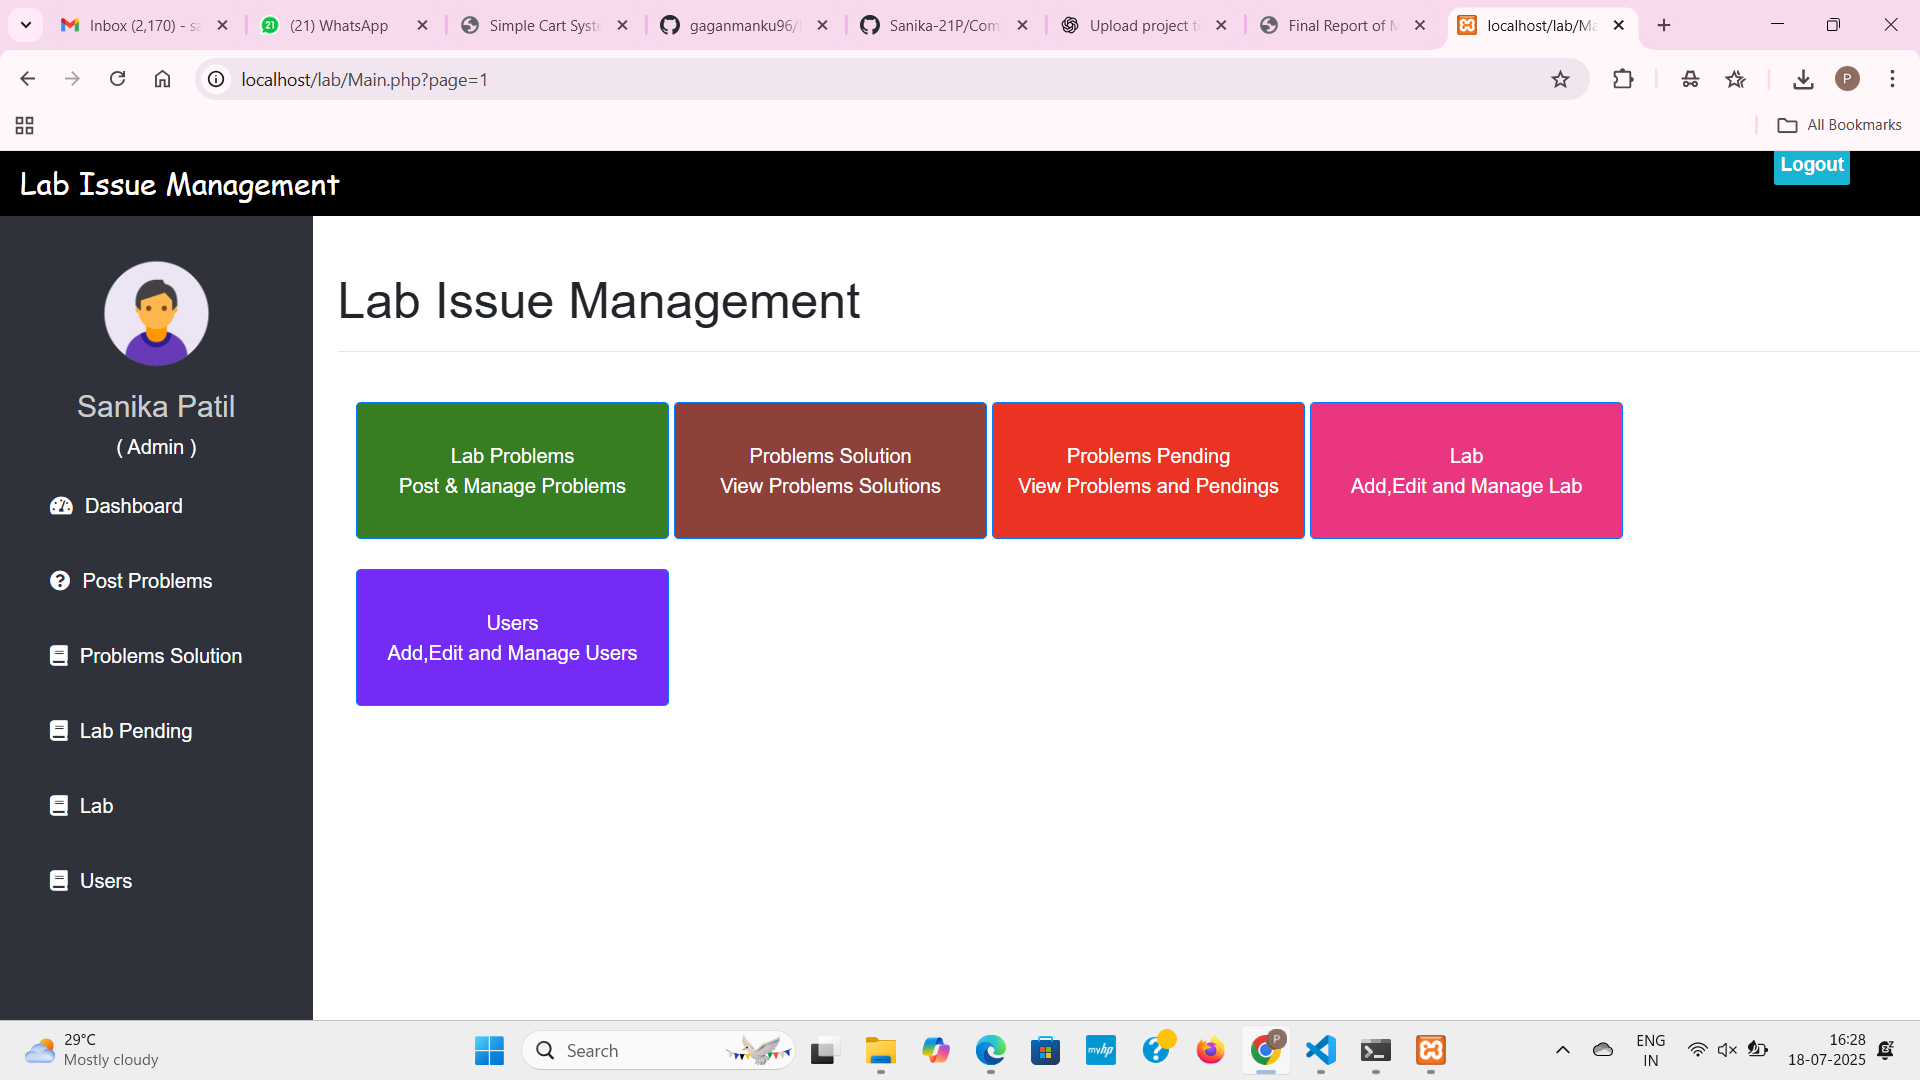 Inbox (2,170) - sa
(21) WhatsApp
Simple Cart Syste
gaganmanku96/
Sanika-21P/Com
Upload project t
Final Report of M
localhost/lab/Ma
localhost/lab/Main.php?page=1
P
All Bookmarks
Lab Issue Management
Logout
Sanika Patil
( Admin )
Dashboard
Post Problems
Problems Solution
Lab Pending
Lab
Users
Lab Issue Management
Lab Problems
Post & Manage Problems
Problems Solution
View Problems Solutions
Problems Pending
View Problems and Pendings
Lab
Add,Edit and Manage Lab
Users
Add,Edit and Manage Users
29°C
Mostly cloudy
Search
myhp
P
ENG
IN
16:28
18-07-2025